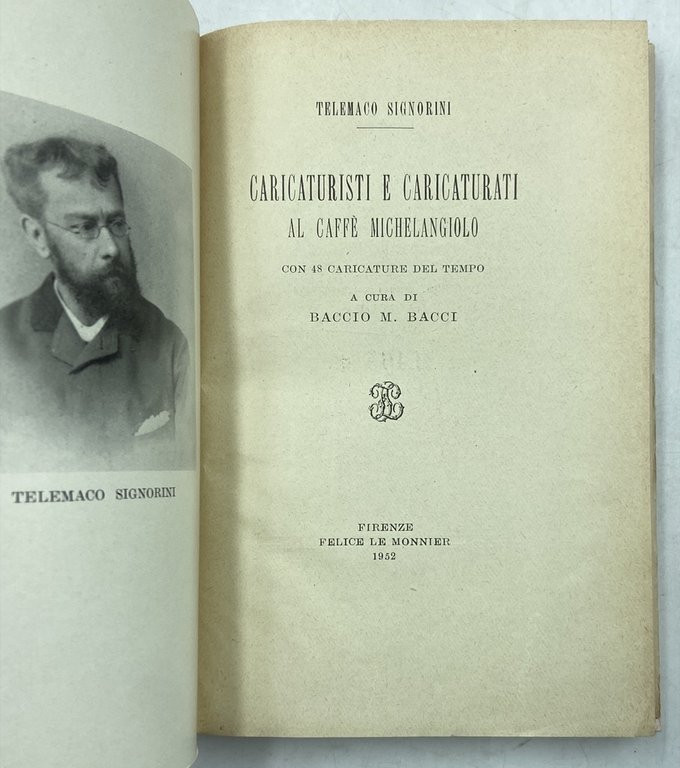 TELEMACO SIGNORINI
TELEMACO SIGNORINI
CARICATURISTI E CARICATURATI
AL CAFFÈ MICHELANGIOLO
CON 48 CARICATURE DEL TEMPO
A CURA DI
BACCIO M. BACCI
FIRENZE
FELICE LE MONNIER
1952